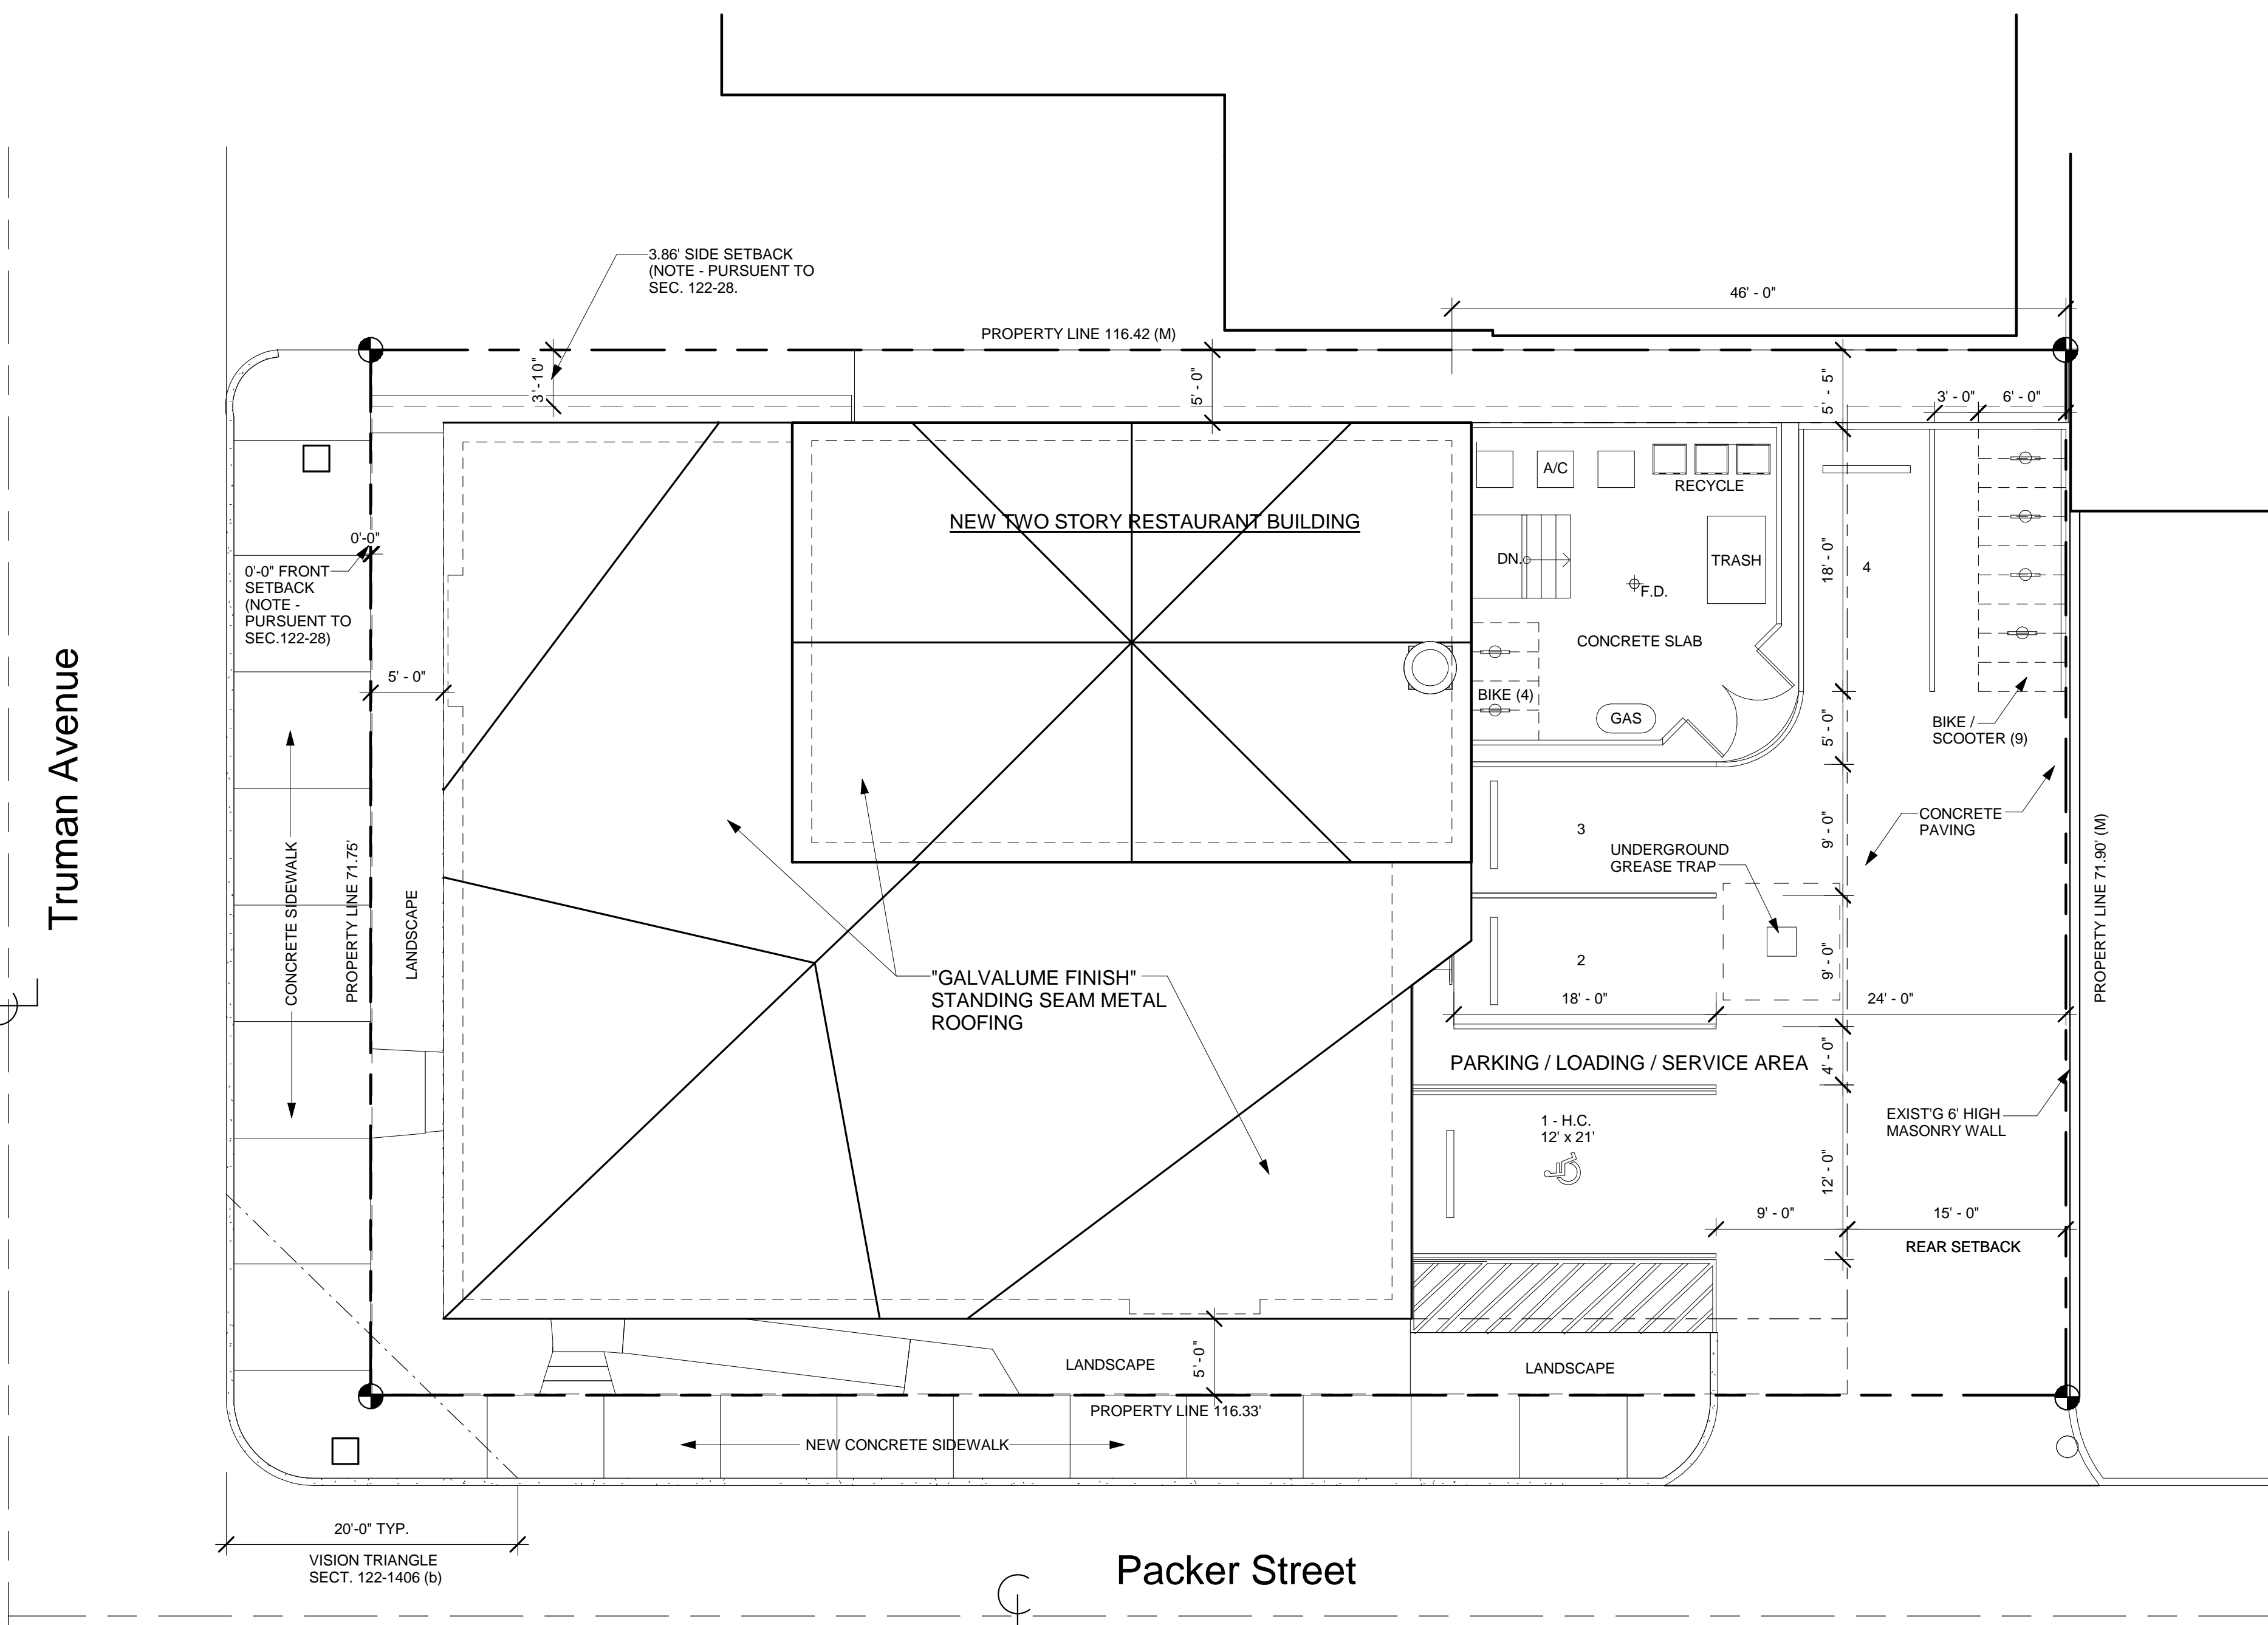 3.86' SIDE SETBACK
(NOTE - PURSUENT TO
SEC. 122-28.
46' - 0"
PROPERTY LINE 116.42 (M)
3'-10"
5' - 0"
5' - 5"
3' - 0"
6' - 0"
A/C
RECYCLE
NEW TWO STORY RESTAURANT BUILDING
0'-0"
0'-0" FRONT
SETBACK
(NOTE -
PURSUENT TO
SEC.122-28)
DN.
TRASH
F.D.
18' - 0"
4
CONCRETE SLAB
5' - 0"
BIKE (4)
GAS
5' - 0"
BIKE /
SCOOTER (9)
Truman Avenue
CONCRETE SIDEWALK
PROPERTY LINE 71.75'
LANDSCAPE
3
9' - 0"
CONCRETE
PAVING
UNDERGROUND
GREASE TRAP
PROPERTY LINE 71.90' (M)
2
9' - 0"
"GALVALUME FINISH"
STANDING SEAM METAL
ROOFING
18' - 0"
24' - 0"
PARKING / LOADING / SERVICE AREA
4' - 0"
1 - H.C.
12' x 21'
EXIST'G 6' HIGH
MASONRY WALL
12' - 0"
9' - 0"
15' - 0"
REAR SETBACK
LANDSCAPE
5'-0"
LANDSCAPE
PROPERTY LINE 116.33'
NEW CONCRETE SIDEWALK
20'-0" TYP.
VISION TRIANGLE
SECT. 122-1406 (b)
Packer Street